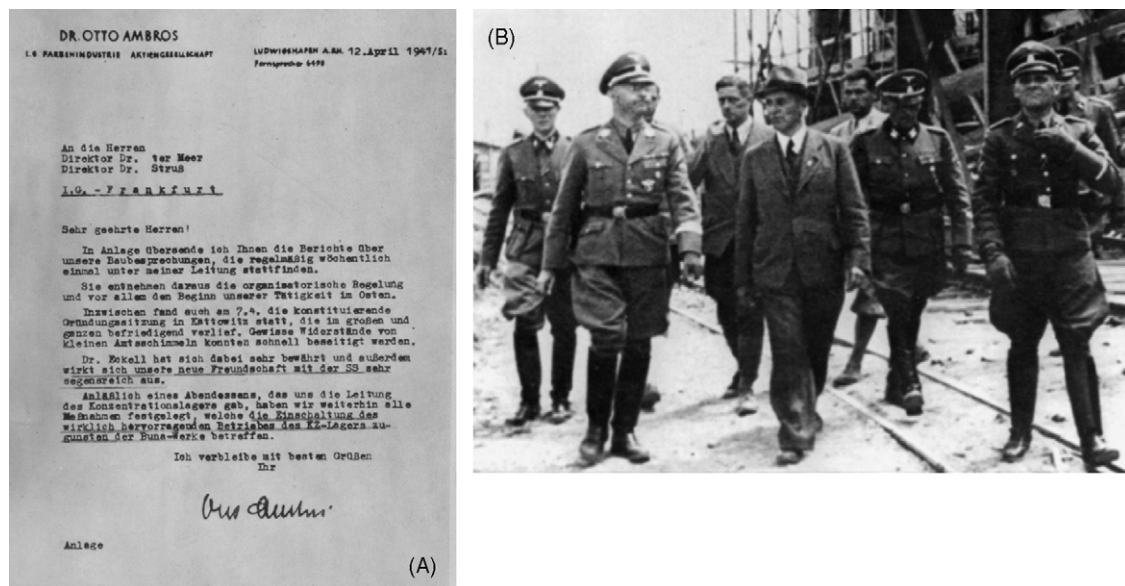 DR. OTTO AMBROS
I. G. FARBENINDUSTRIE AKTIENGESELLSCHAFT
LUDWIGSHAFEN A.RH. 12.April 1941/S:
Fernsprecher 6498
An die Herren
Direktor Dr. ter Meer
Direktor Dr. Struß
I.G. - Frankfurt
Sehr geehrte Herren!
In Anlage übersende ich Ihnen die Berichte über
unsere Baubesprechungen, die regelmäßig wöchentlich
einmal unter meiner Leitung stattfinden.
Sie entnehmen daraus die organisatorische Regelung
und vor allem den Beginn unserer Tätigkeit im Osten.
Inzwischen fand auch am 7.4. die konstituierende
Gründungssitzung in Kattowitz statt, die im großen und
ganzen befriedigend verlief. Gewisse Widerstände von
kleinen Amtsschimmeln konnten schnell beseitigt werden.
Dr. Eckell hat sich dabei sehr bewährt und außerdem
wirkt sich unsere neue Freundschaft mit der SS sehr
segensreich aus.
Anläßlich eines Abendessens, das uns die Leitung
des Konzentrationslagers gab, haben wir weiterhin alle
Maßnahmen festgelegt, welche die Einschaltung des
wirklich hervorragenden Betriebes des KZ-Lagers zu-
gunsten der Buna-Werke betreffen.
Ich verbleibe mit besten Grüßen
Ihr
Otto Ambros
Anlage
(A)
(B)